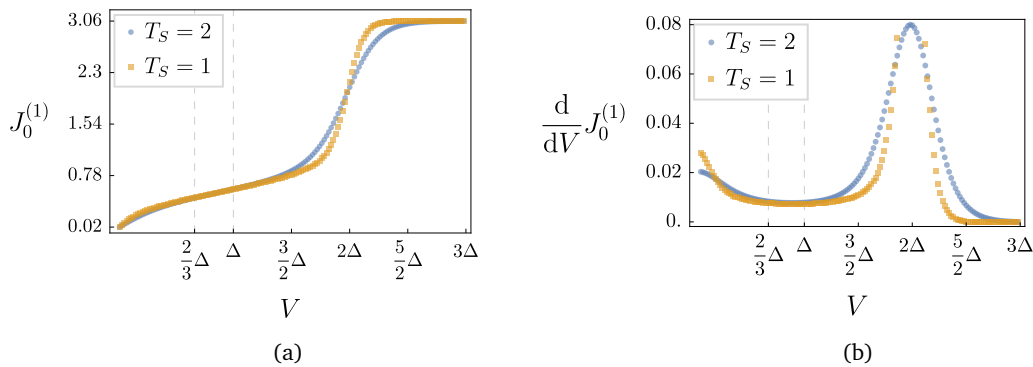 3.06
2.3
1.54
0.78
0.02
J_0^{(1)}
T_S = 2
T_S = 1
2/3 Δ
Δ
3/2 Δ
2Δ
5/2 Δ
3Δ
V
(a)
0.08
0.06
0.04
0.02
0.
d/dV J_0^{(1)}
T_S = 2
T_S = 1
2/3 Δ
Δ
3/2 Δ
2Δ
5/2 Δ
3Δ
V
(b)